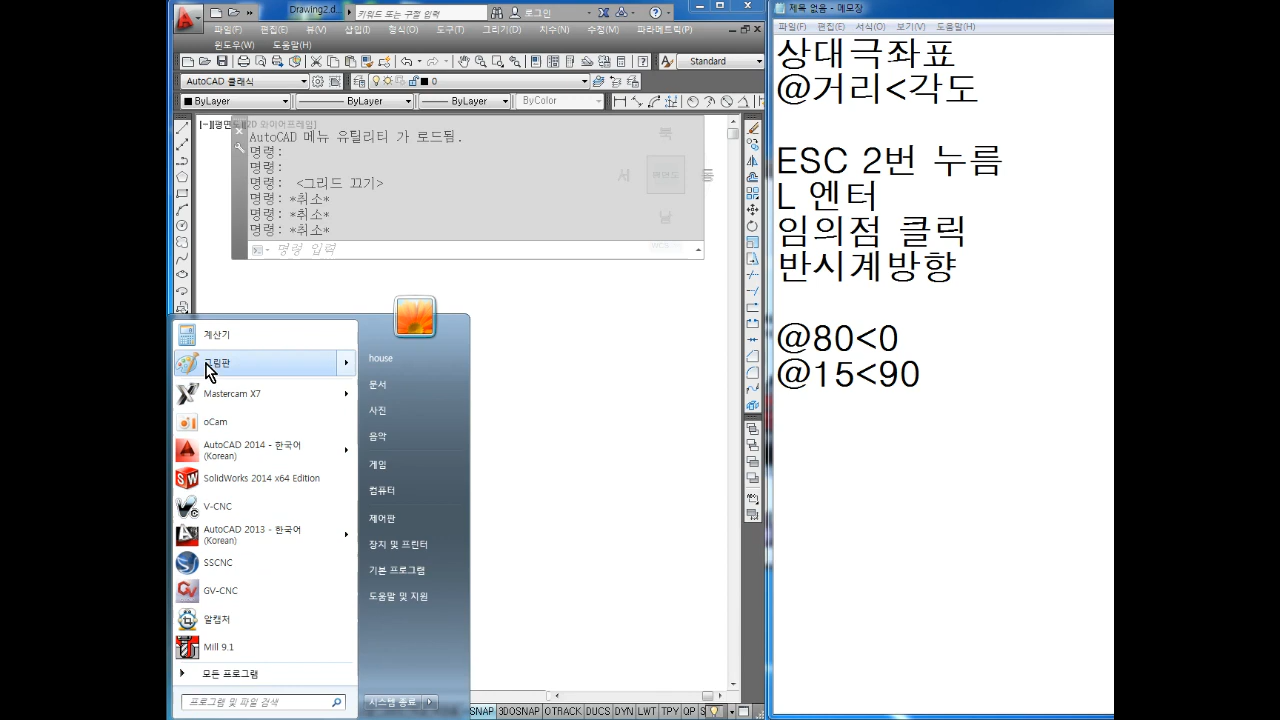 Drawing2.d
키워드 또는 구절 입력
로그인
파일(F) 편집(E) 뷰(V) 삽입(I) 형식(O) 도구(T) 그리기(D) 치수(N) 수정(M) 파라메트릭(P)
윈도우(W) 도움말(H)
Standard
AutoCAD 클래식
0
ByLayer ByLayer ByLayer ByColor
AutoCAD 메뉴 유틸리티 가 로드됨.
명령:
명령:
명령: <그리드 끄기>
명령: *취소*
명령: *취소*
명령: *취소*
명령 입력
북
서
평면도
동
남
WCS
계산기
그림판
Mastercam X7
oCam
AutoCAD 2014 - 한국어
(Korean)
SolidWorks 2014 x64 Edition
V-CNC
AutoCAD 2013 - 한국어
(Korean)
SSCNC
GV-CNC
알캡처
Mill 9.1
모든 프로그램
프로그램 및 파일 검색
house
문서
사진
음악
게임
컴퓨터
제어판
장치 및 프린터
기본 프로그램
도움말 및 지원
시스템 종료
SNAP 3DOSNAP OTRACK DUCS DYN LWT TPY QP
제목 없음 - 메모장
파일(F) 편집(E) 서식(O) 보기(V) 도움말(H)
상대극좌표
@거리<각도
ESC 2번 누름
L 엔터
임의점 클릭
반시계방향
@80<0
@15<90